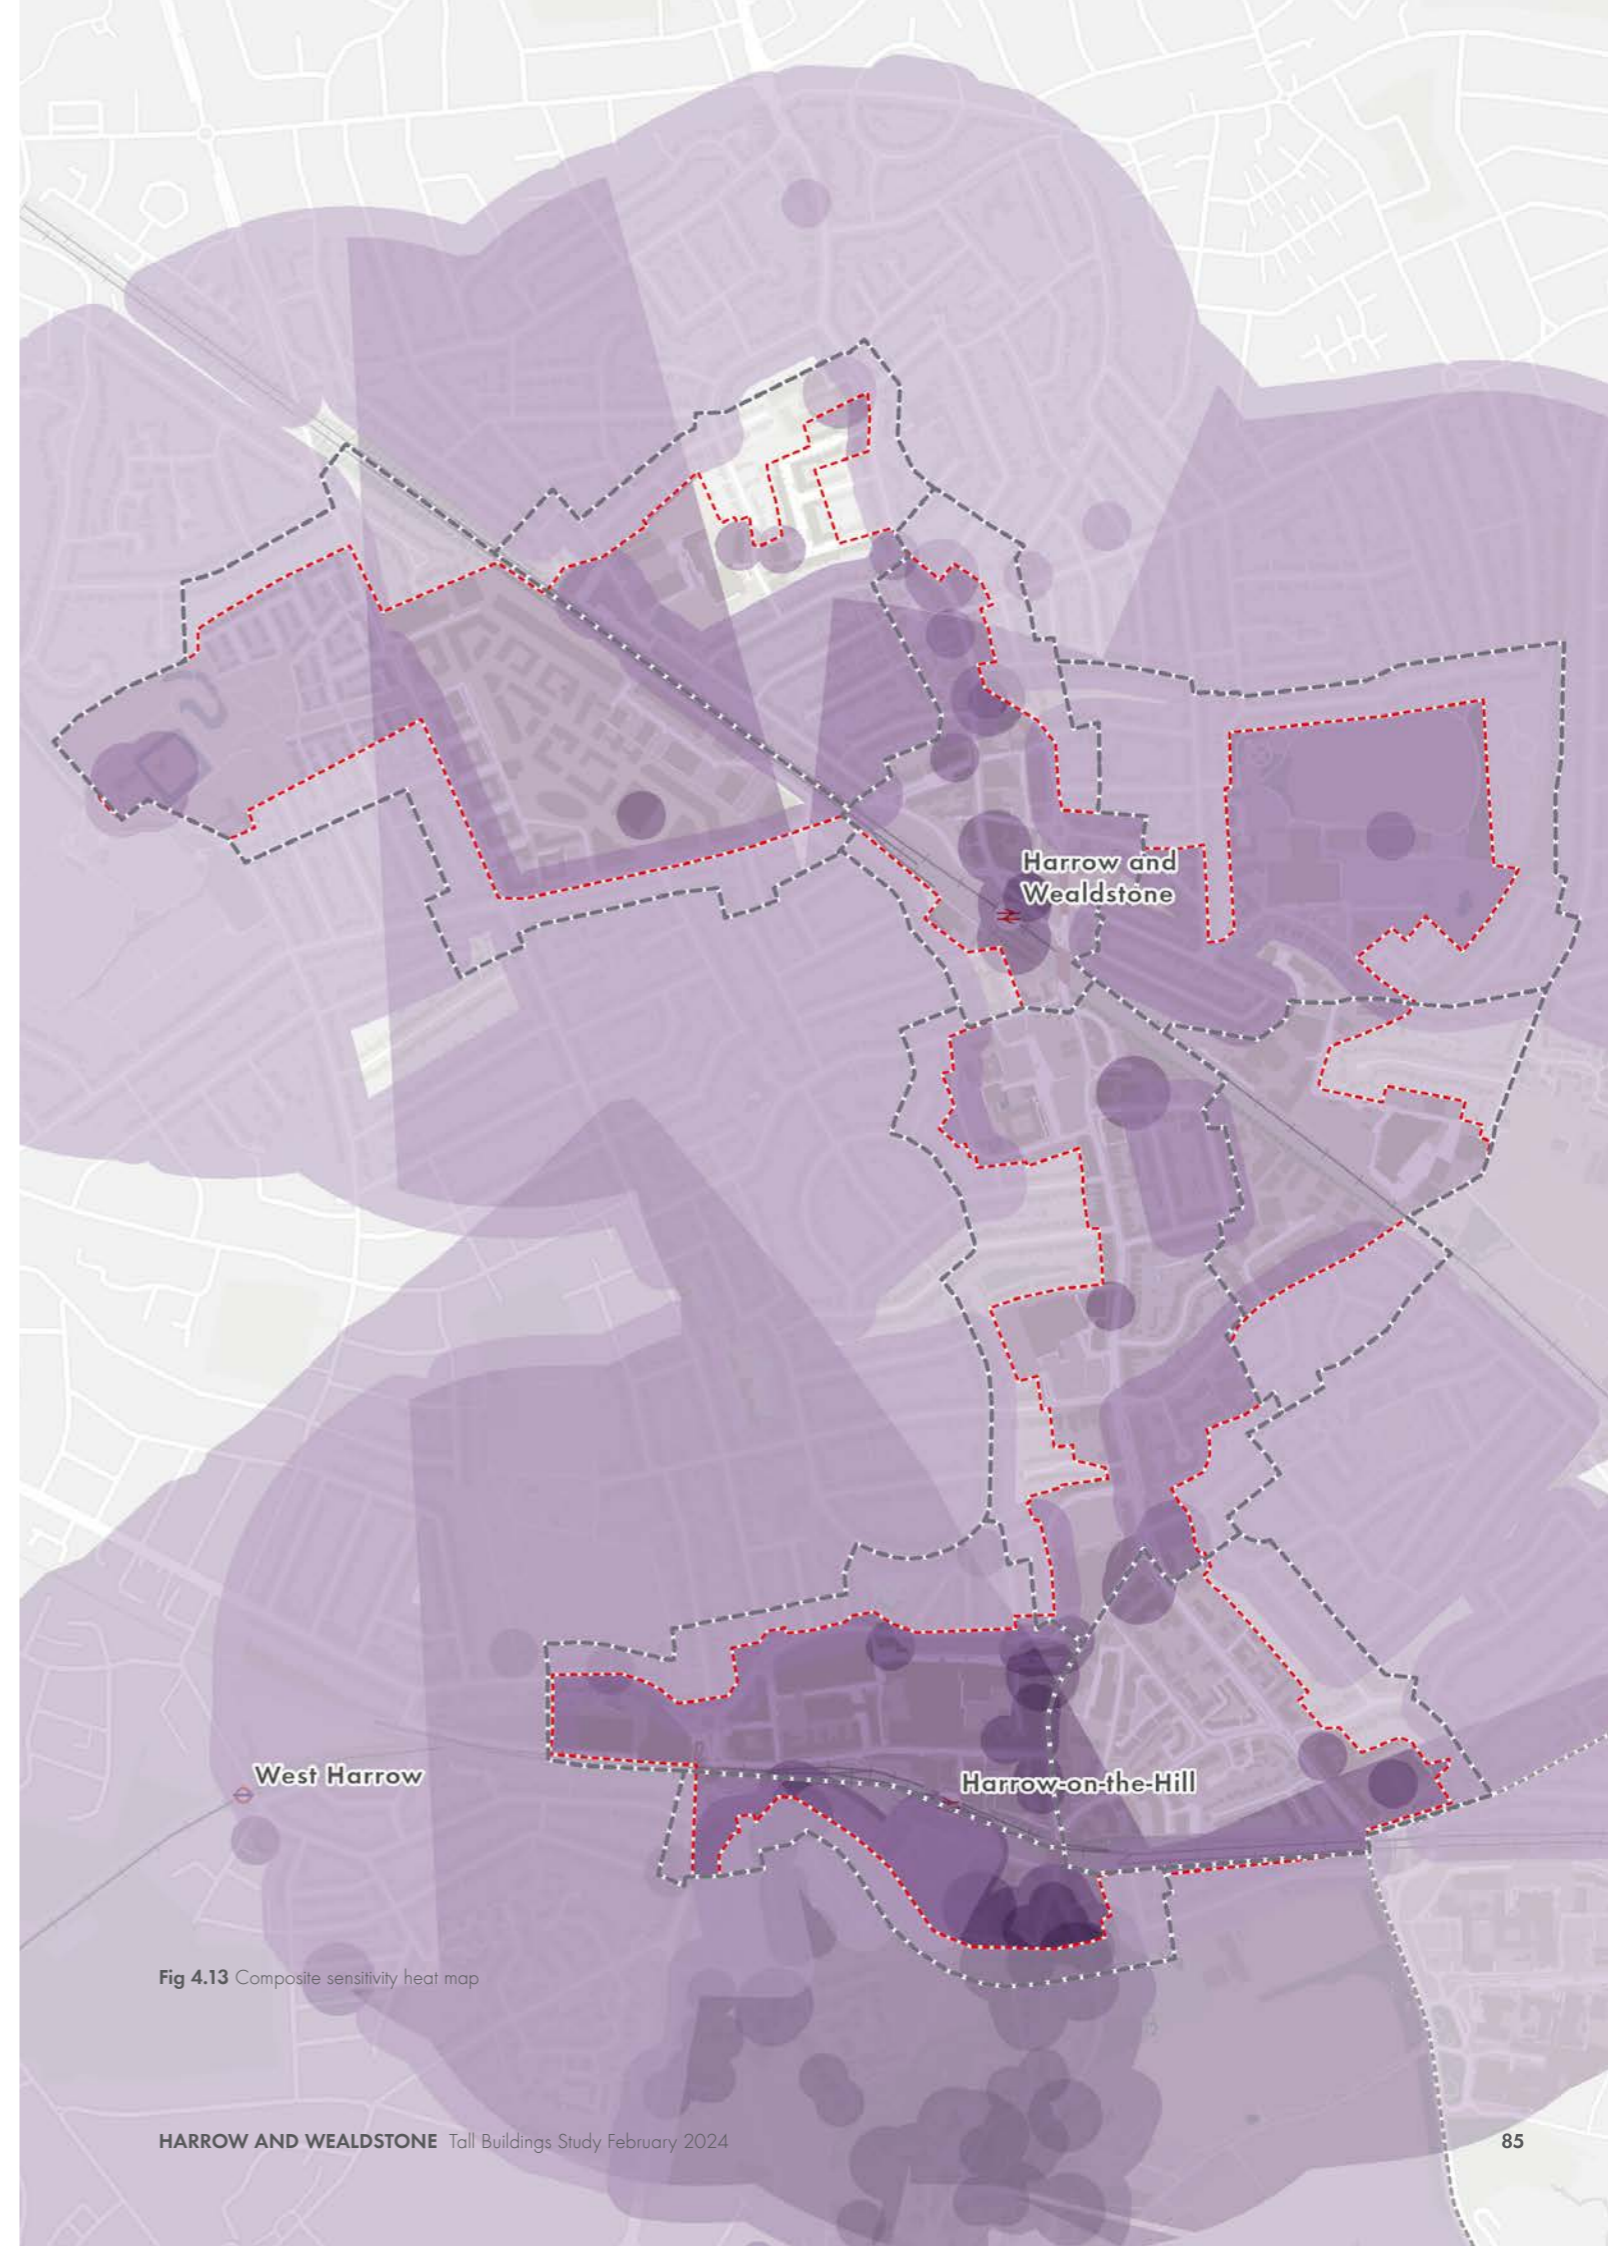 Harrow and
Wealdstone
West Harrow
Harrow-on-the-Hill
Fig 4.13 Composite sensitivity heat map
HARROW AND WEALDSTONE Tall Buildings Study February 2024
85